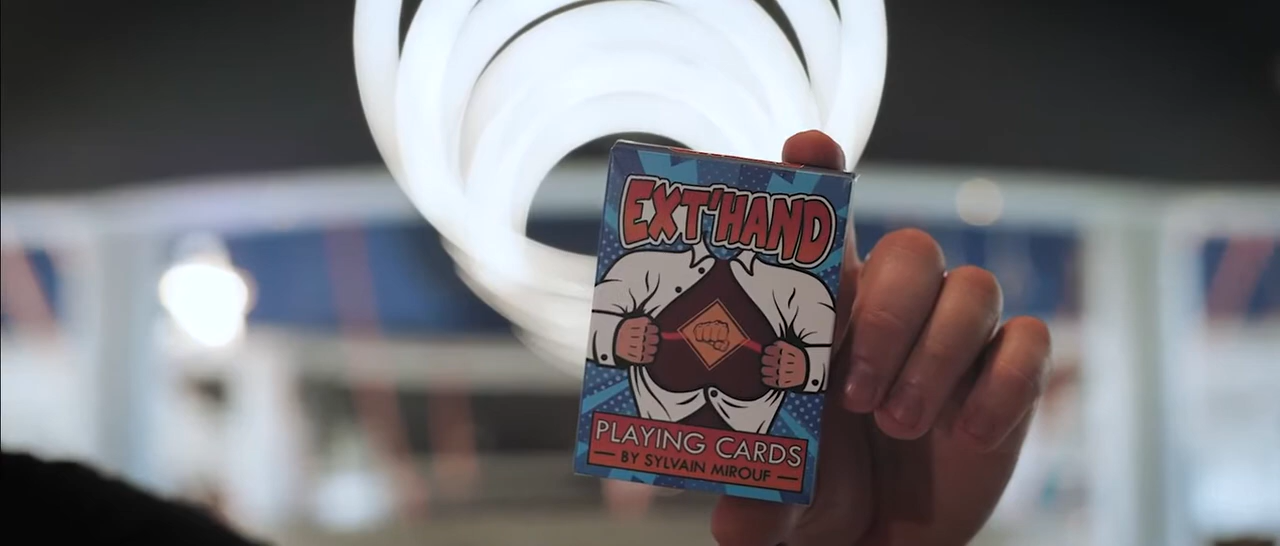 EXT'HAND
PLAYING CARDS
— BY SYLVAIN MIROUF —